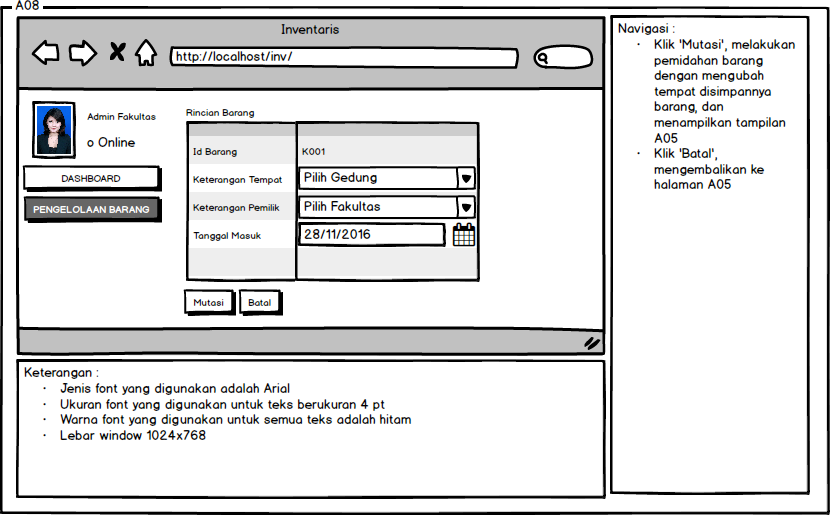 A08
Inventaris
http://localhost/inv/
Admin Fakultas
o Online
DASHBOARD
PENGELOLAAN BARANG
Rincian Barang
Id Barang K001
Keterangan Tempat Pilih Gedung
Keterangan Pemilik Pilih Fakultas
Tanggal Masuk 28/11/2016
Mutasi Batal
Navigasi :
· Klik 'Mutasi', melakukan
pemidahan barang
dengan mengubah
tempat disimpannya
barang, dan
menampilkan tampilan
A05
· Klik 'Batal',
mengembalikan ke
halaman A05
Keterangan :
· Jenis font yang digunakan adalah Arial
· Ukuran font yang digunakan untuk teks berukuran 4 pt
· Warna font yang digunakan untuk semua teks adalah hitam
· Lebar window 1024x768